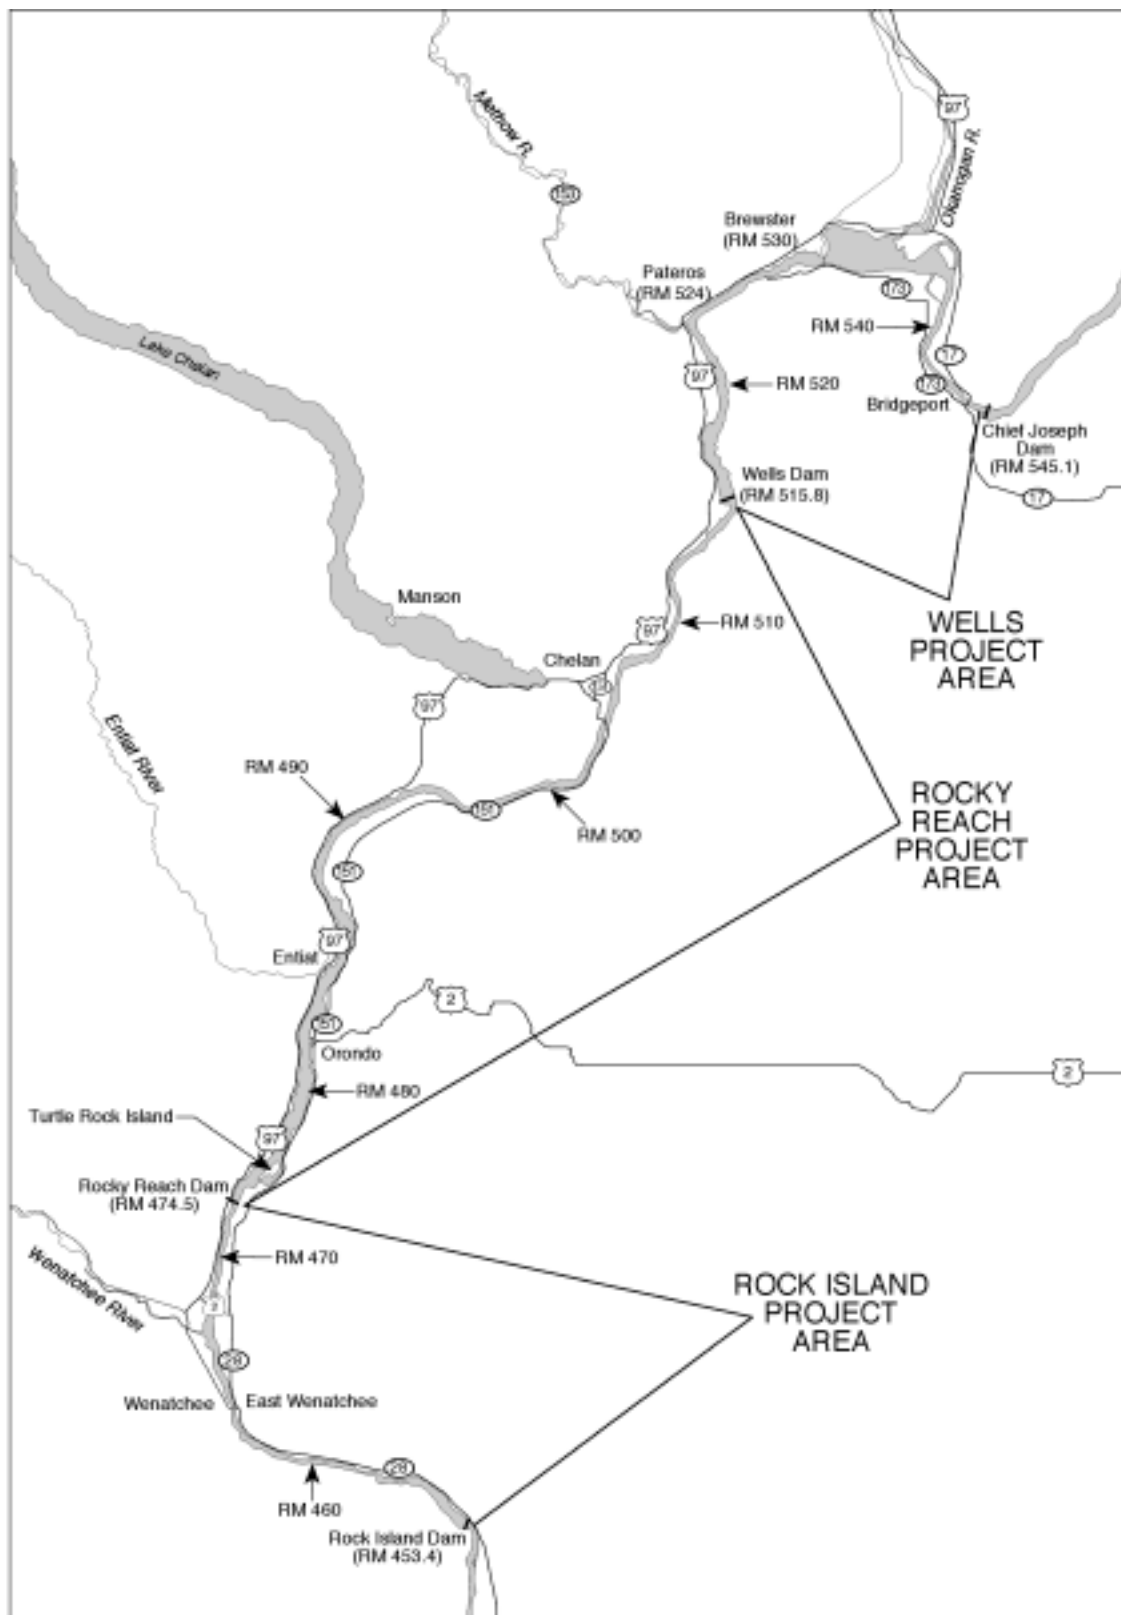 97
Methow R.
Okanogan R.
153
Brewster
(RM 530)
Pateros
(RM 524)
173
RM 540
17
Lake Chelan
97
RM 520
173
Bridgeport
Chief Joseph
Dam
(RM 545.1)
Wells Dam
(RM 515.8)
17
Manson
97
RM 510
WELLS
PROJECT
AREA
Chelan
97
Entiat River
RM 490
ROCKY
REACH
PROJECT
AREA
151
RM 500
151
97
Entiat
2
151
Orondo
2
RM 480
Turtle Rock Island
97
Rocky Reach Dam
(RM 474.5)
Wenatchee River
RM 470
ROCK ISLAND
PROJECT
AREA
2
28
Wenatchee
East Wenatchee
28
RM 460
Rock Island Dam
(RM 453.4)